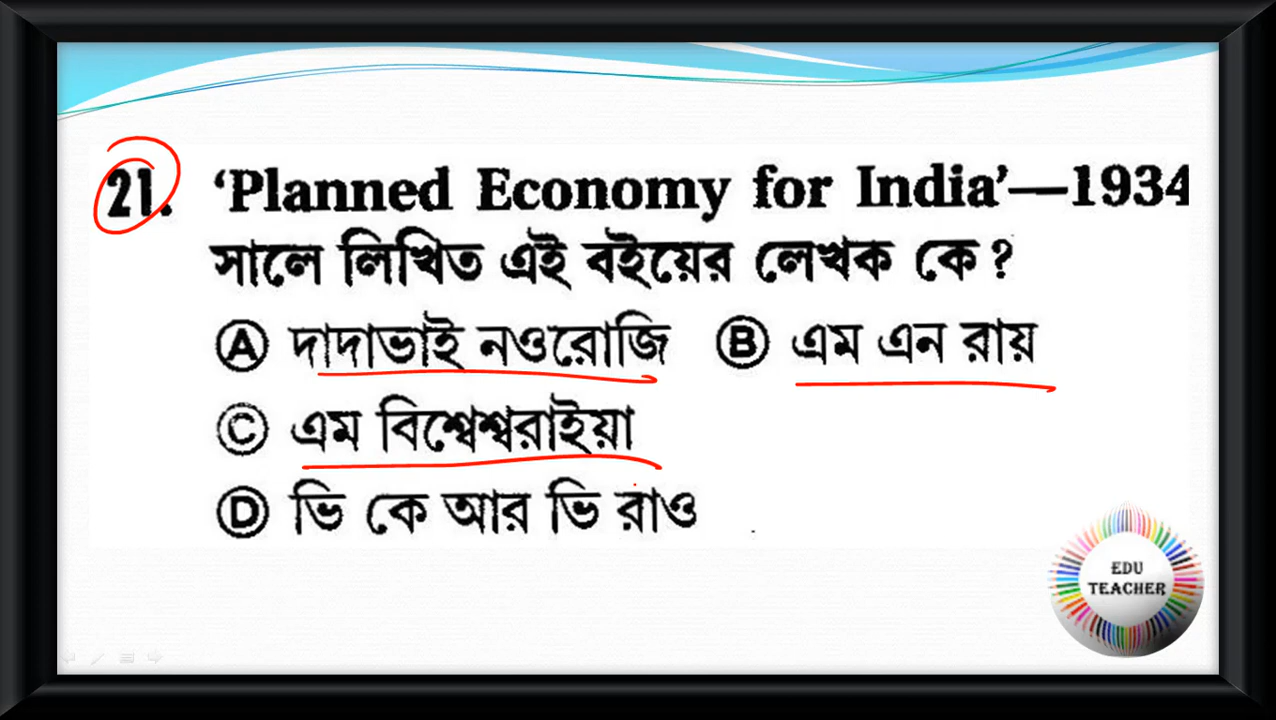 21. ‘Planned Economy for India’—1934
সালে লিখিত এই বইয়ের লেখক কে?
Ⓐ দাদাভাই নওরোজি Ⓑ এম এন রায়
Ⓒ এম বিশ্বেশ্বরাইয়া
Ⓓ ভি কে আর ভি রাও
EDU
TEACHER